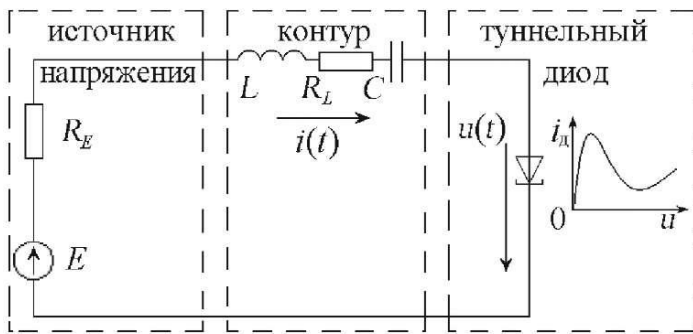 источник
напряжения
R_E
E
контур
L R_L C
i(t)
туннельный
диод
u(t)
i_д
0 u